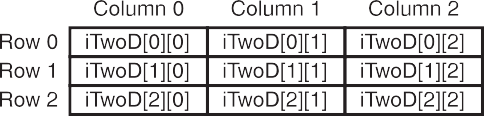 Column 0 Column 1 Column 2
Row 0 iTwoD[0][0] iTwoD[0][1] iTwoD[0][2]
Row 1 iTwoD[1][0] iTwoD[1][1] iTwoD[1][2]
Row 2 iTwoD[2][0] iTwoD[2][1] iTwoD[2][2]